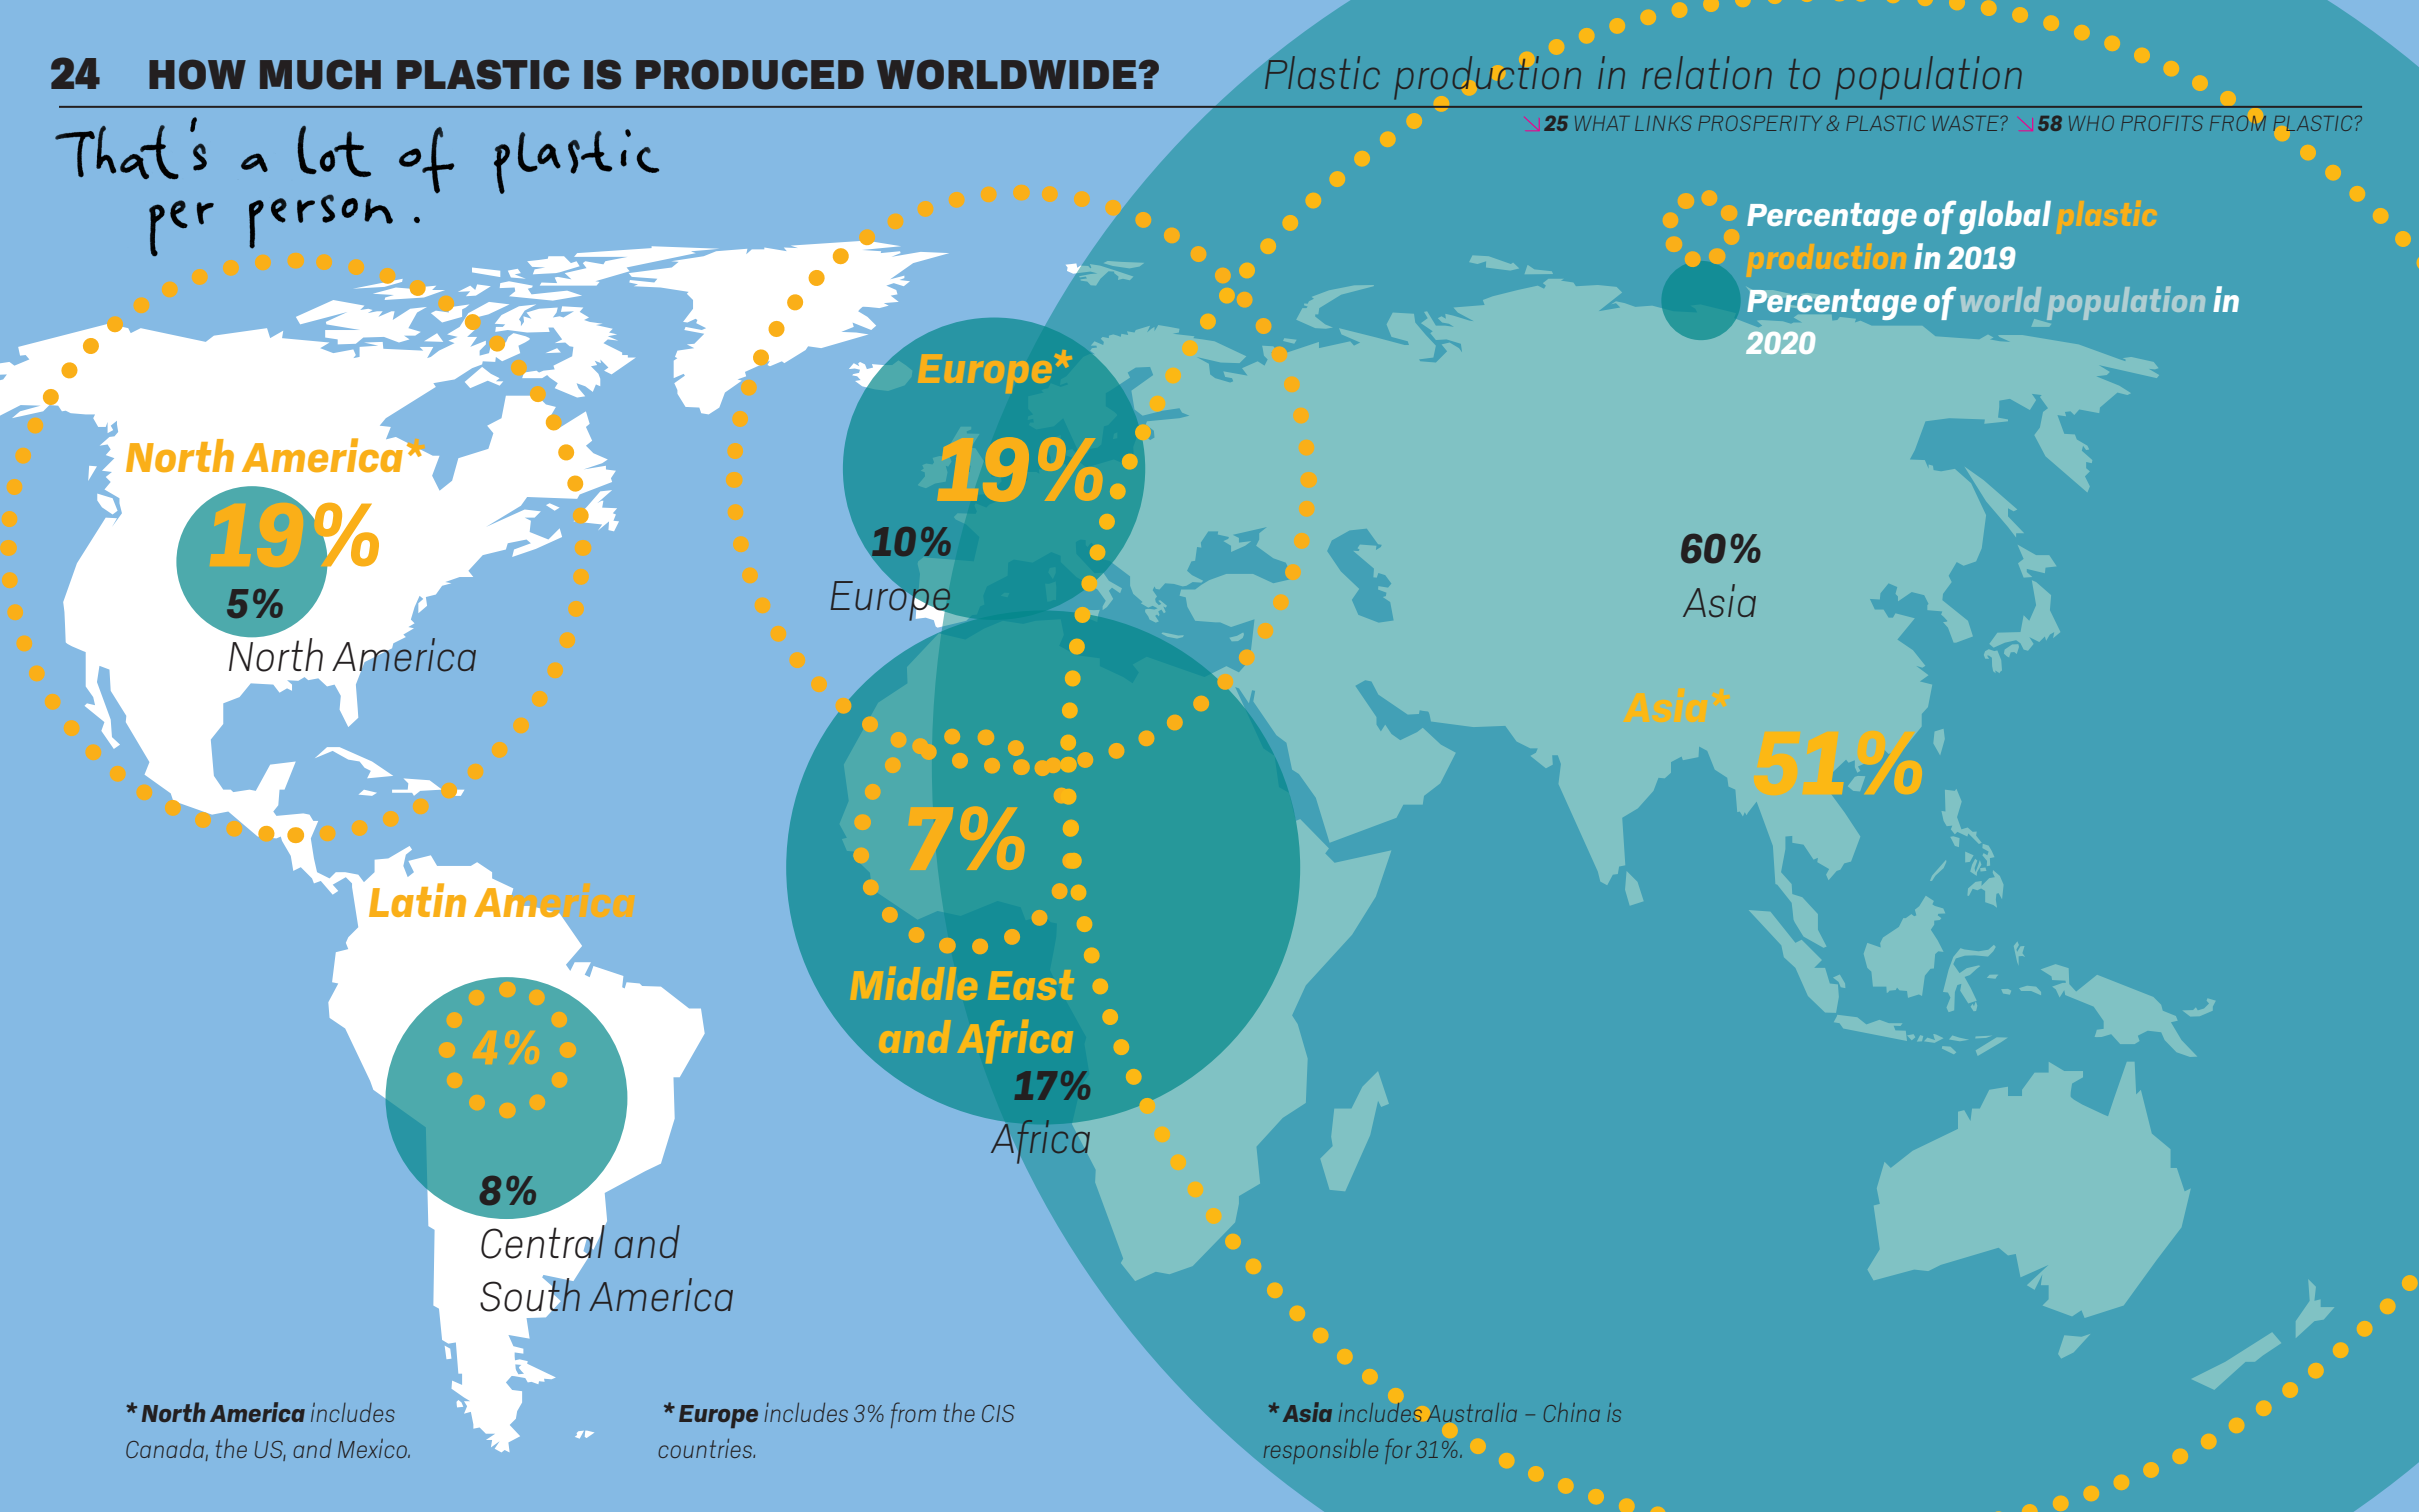 24 HOW MUCH PLASTIC IS PRODUCED WORLDWIDE? Plastic production in relation to population
↘25 WHAT LINKS PROSPERITY & PLASTIC WASTE? ↘58 WHO PROFITS FROM PLASTIC?
That's a lot of plastic
per person.
Percentage of global plastic
production in 2019
Percentage of world population in
2020
Europe*
19%
10%
Europe
North America*
19%
5%
North America
60%
Asia
Asia*
51%
7%
Middle East
and Africa
17%
Africa
Latin America
4%
8%
Central and
South America
* North America includes
Canada, the US, and Mexico.
* Europe includes 3% from the CIS
countries.
* Asia includes Australia – China is
responsible for 31%.